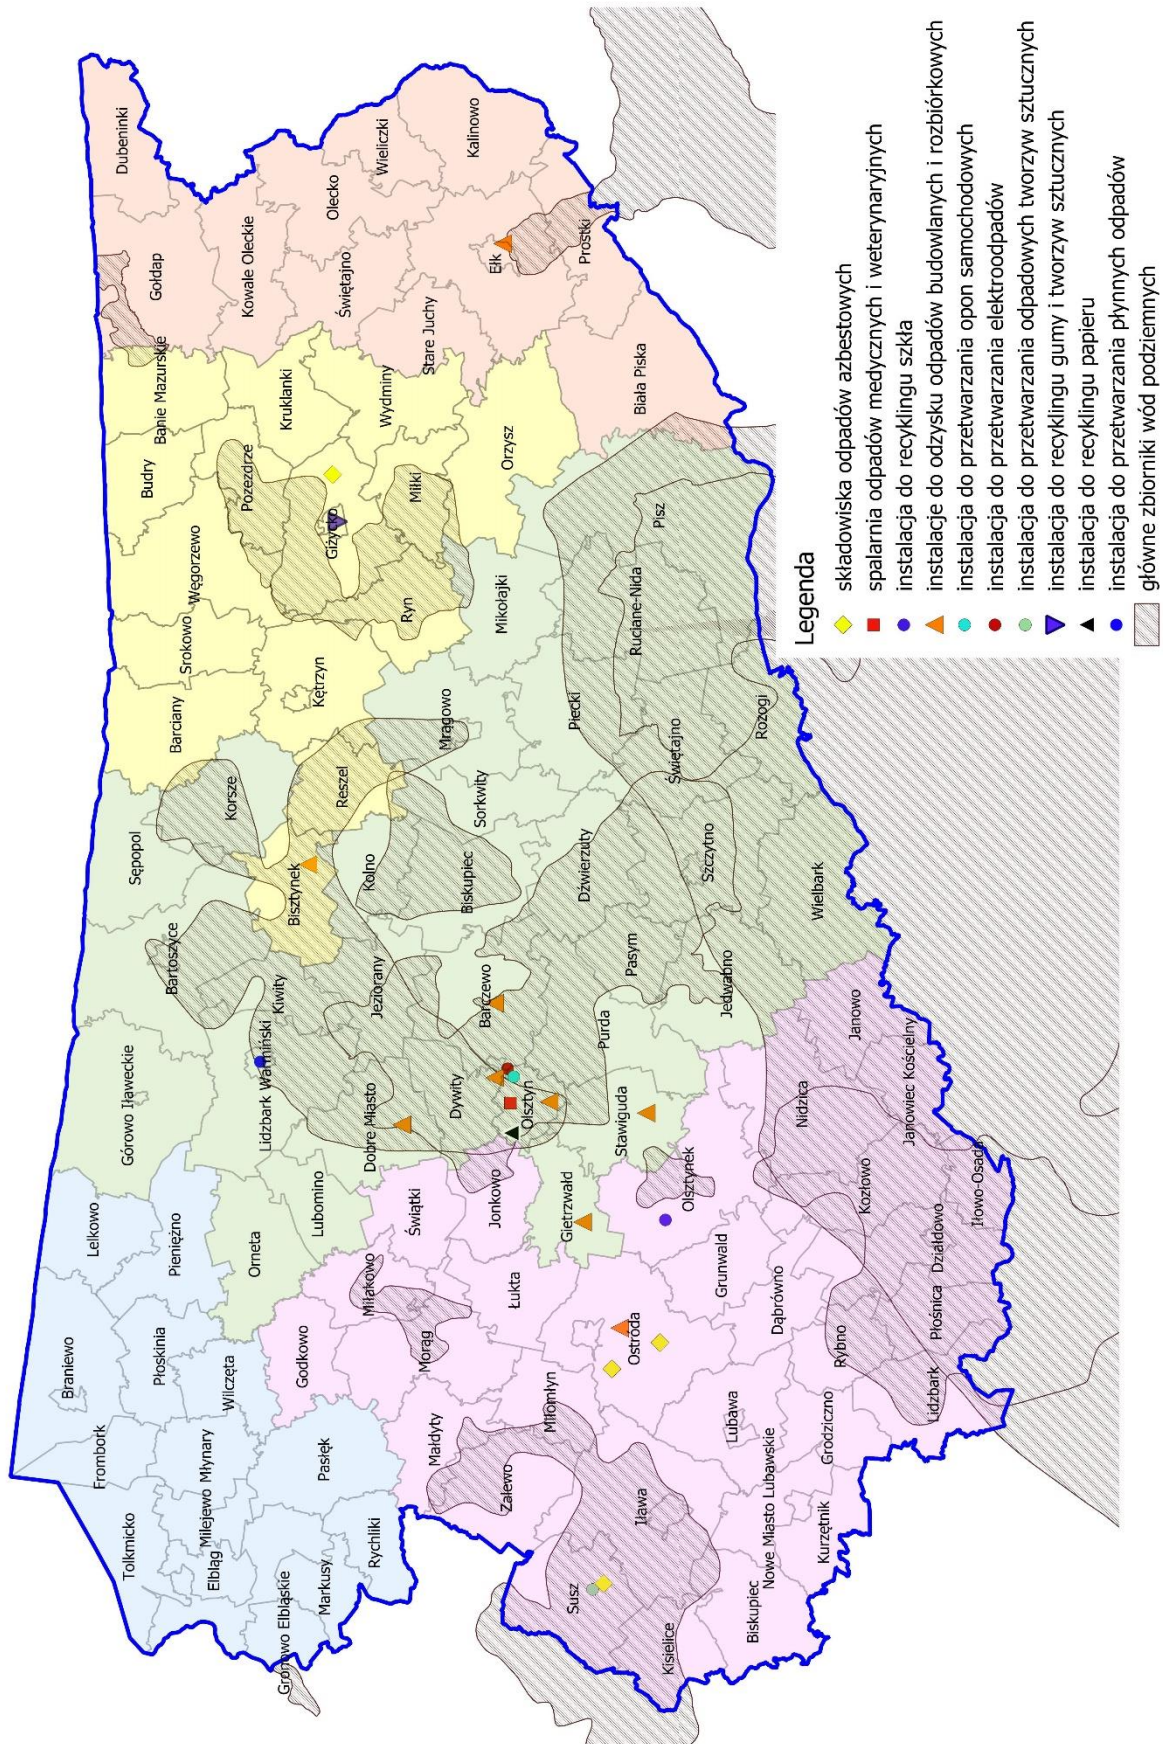 Dubeninki
Gołdap
Kowale Oleckie
Olecko
Wieliczki
Świętajno
Kalinowo
Ełk
Stare Juchy
Prostki
Biała Piska
Banie Mazurskie
Budry
Kruklanki
Pozezdrze
Wydminy
Węgorzewo
Giżycko
Miłki
Orzysz
Srokowo
Ryn
Barciany
Kętrzyn
Mikołajki
Pisz
Ruciane-Nida
Mrągowo
Piecki
Korsze
Reszel
Sorkwity
Świętajno
Rozogi
Sępopol
Bisztynek
Kolno
Biskupiec
Dźwierzuty
Szczytno
Wielbark
Bartoszyce
Kiwity
Jeziorany
Barczewo
Pasym
Jedwabno
Górowo Iławeckie
Lidzbark Warmiński
Dobre Miasto
Dywity
Olsztyn
Purda
Stawiguda
Janowo
Nidzica
Janowiec Kościelny
Lelkowo
Pieniężno
Orneta
Lubomino
Świątki
Jonkowo
Gietrzwałd
Olsztynek
Kozłowo
Iłowo-Osada
Braniewo
Płoskinia
Wilczęta
Godkowo
Miłakowo
Morąg
Łukta
Ostróda
Grunwald
Dąbrówno
Rybno
Płośnica
Działdowo
Lidzbark
Frombork
Tolkmicko
Milejewo
Młynary
Elbląg
Pasłęk
Rychliki
Markusy
Gronowo Elbląskie
Małdyty
Miłomłyn
Zalewo
Iława
Lubawa
Grodziczno
Nowe Miasto Lubawskie
Kurzętnik
Susz
Kisielice
Biskupiec
Legenda
składowiska odpadów azbestowych
spalarnia odpadów medycznych i weterynaryjnych
instalacja do recyklingu szkła
instalacje do odzysku odpadów budowlanych i rozbiórkowych
instalacja do przetwarzania opon samochodowych
instalacja do przetwarzania elektroodpadów
instalacja do przetwarzania odpadowych tworzyw sztucznych
instalacja do recyklingu gumy i tworzyw sztucznych
instalacja do recyklingu papieru
instalacja do przetwarzania płynnych odpadów
główne zbiorniki wód podziemnych